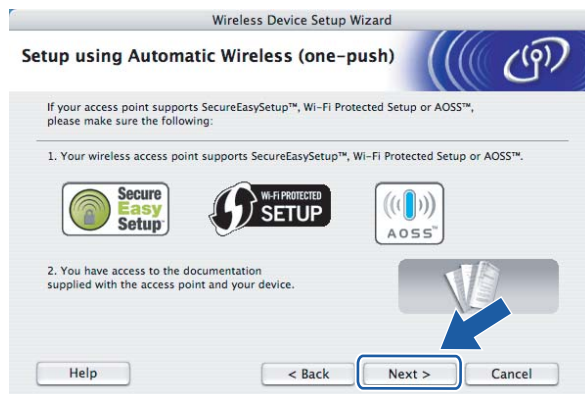 Wireless Device Setup Wizard
Setup using Automatic Wireless (one-push)
If your access point supports SecureEasySetup™, Wi-Fi Protected Setup or AOSS™,
please make sure the following:
1. Your wireless access point supports SecureEasySetup™, Wi-Fi Protected Setup or AOSS™.
Secure
Easy
Setup
Wi-Fi PROTECTED
SETUP
AOSS™
2. You have access to the documentation
supplied with the access point and your device.
Help
< Back
Next >
Cancel